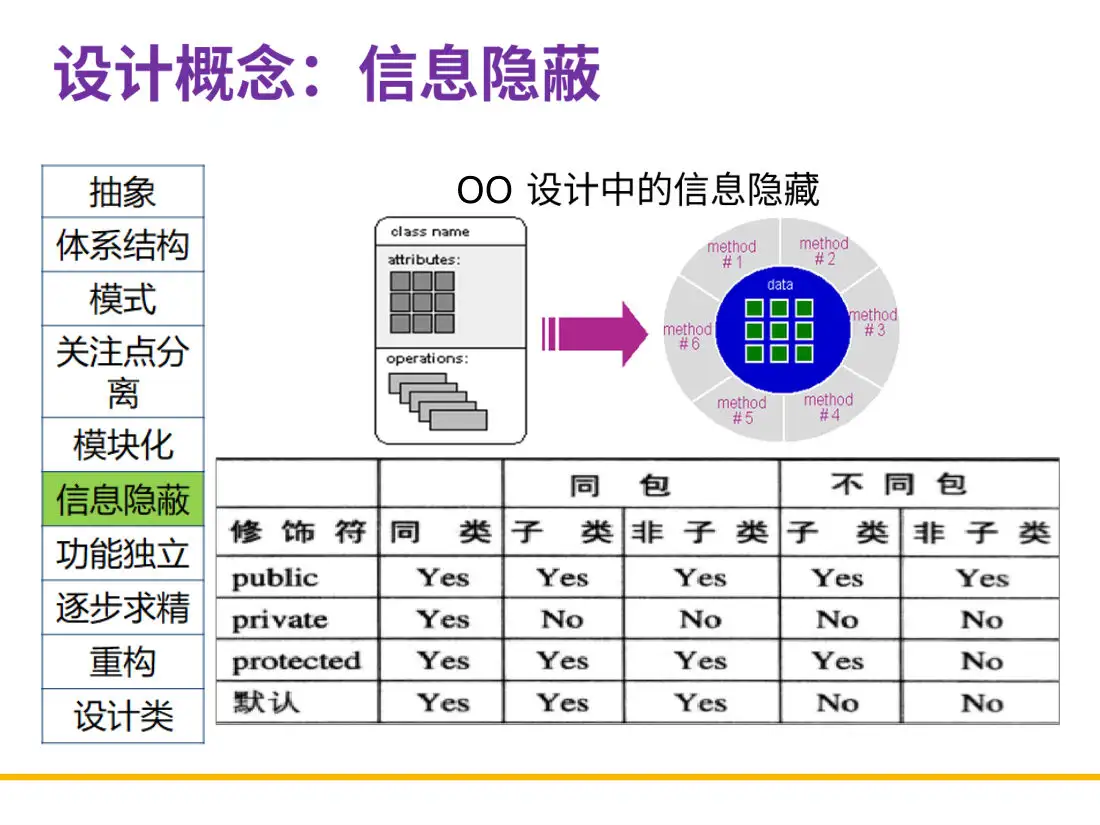 设计概念：信息隐蔽
抽象
体系结构
模式
关注点分
离
模块化
信息隐蔽
功能独立
逐步求精
重构
设计类
OO 设计中的信息隐藏
class name
attributes:
operations:
method
#1
method
#2
method
#3
method
#4
method
#5
method
#6
data
同 包 不 同 包
修 饰 符 同 类 子 类 非 子 类 子 类 非 子 类
public Yes Yes Yes Yes Yes
private Yes No No No No
protected Yes Yes Yes Yes No
默认 Yes Yes Yes No No